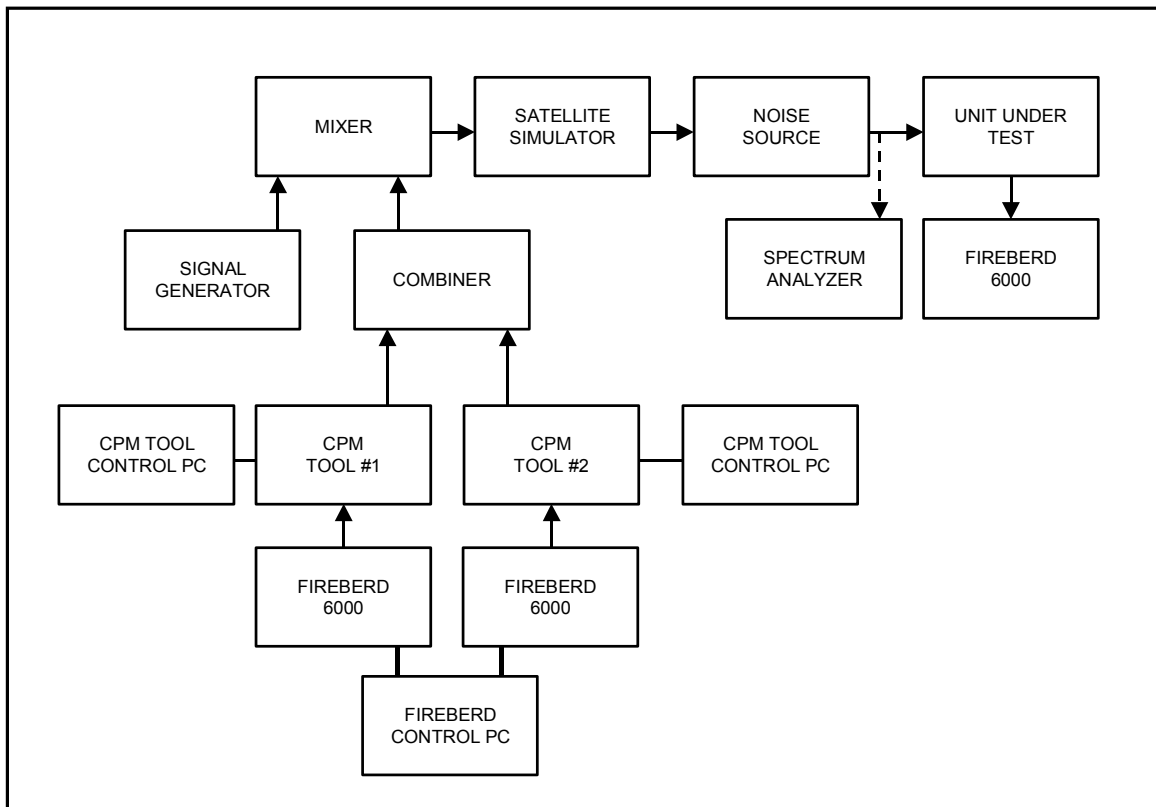 MIXER
SATELLITE
SIMULATOR
NOISE
SOURCE
UNIT UNDER
TEST
SIGNAL
GENERATOR
COMBINER
SPECTRUM
ANALYZER
FIREBERD
6000
CPM TOOL
CONTROL PC
CPM
TOOL #1
CPM
TOOL #2
CPM TOOL
CONTROL PC
FIREBERD
6000
FIREBERD
6000
FIREBERD
CONTROL PC